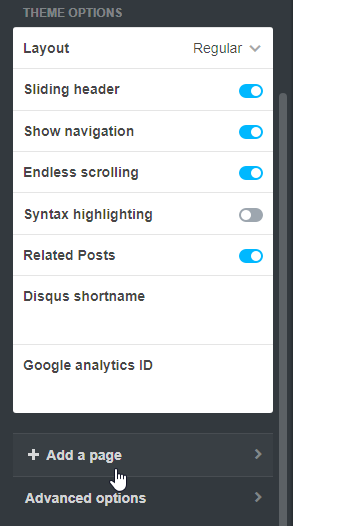 THEME OPTIONS
Layout Regular
Sliding header
Show navigation
Endless scrolling
Syntax highlighting
Related Posts
Disqus shortname
Google analytics ID
+ Add a page
Advanced options